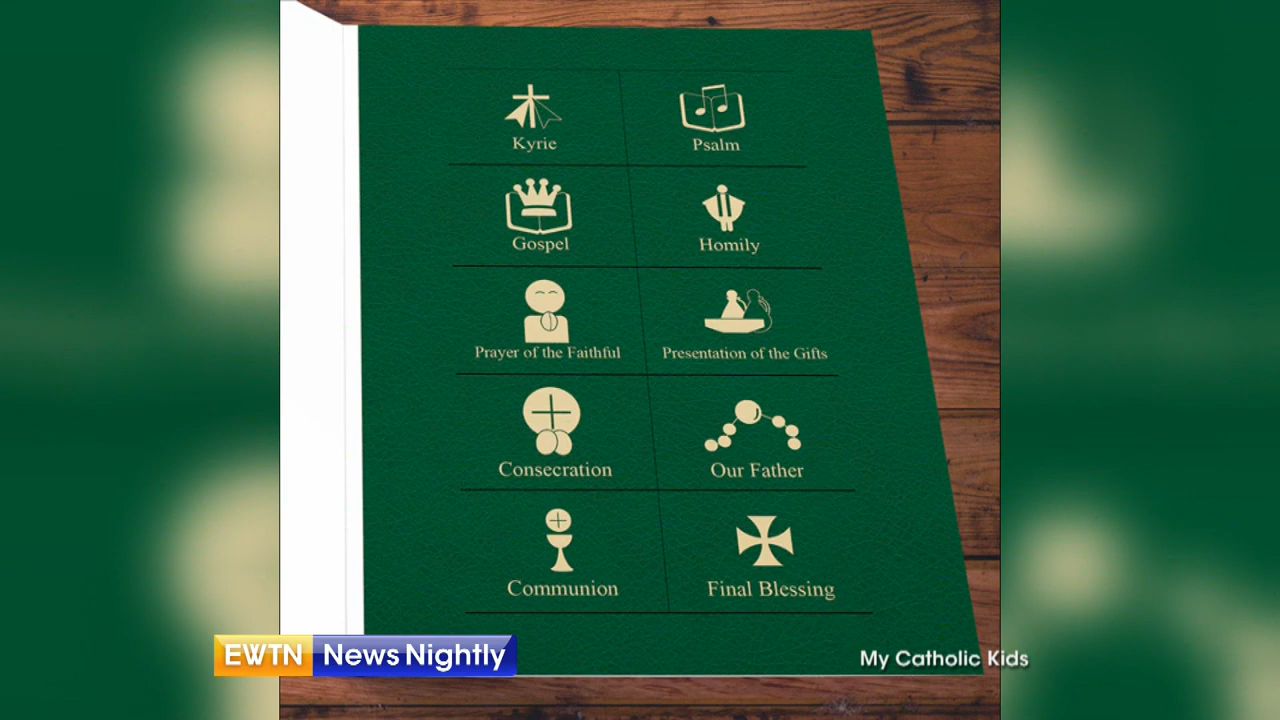 Kyrie
Psalm
Gospel
Homily
Prayer of the Faithful
Presentation of the Gifts
Consecration
Our Father
Communion
Final Blessing
EWTN News Nightly
My Catholic Kids